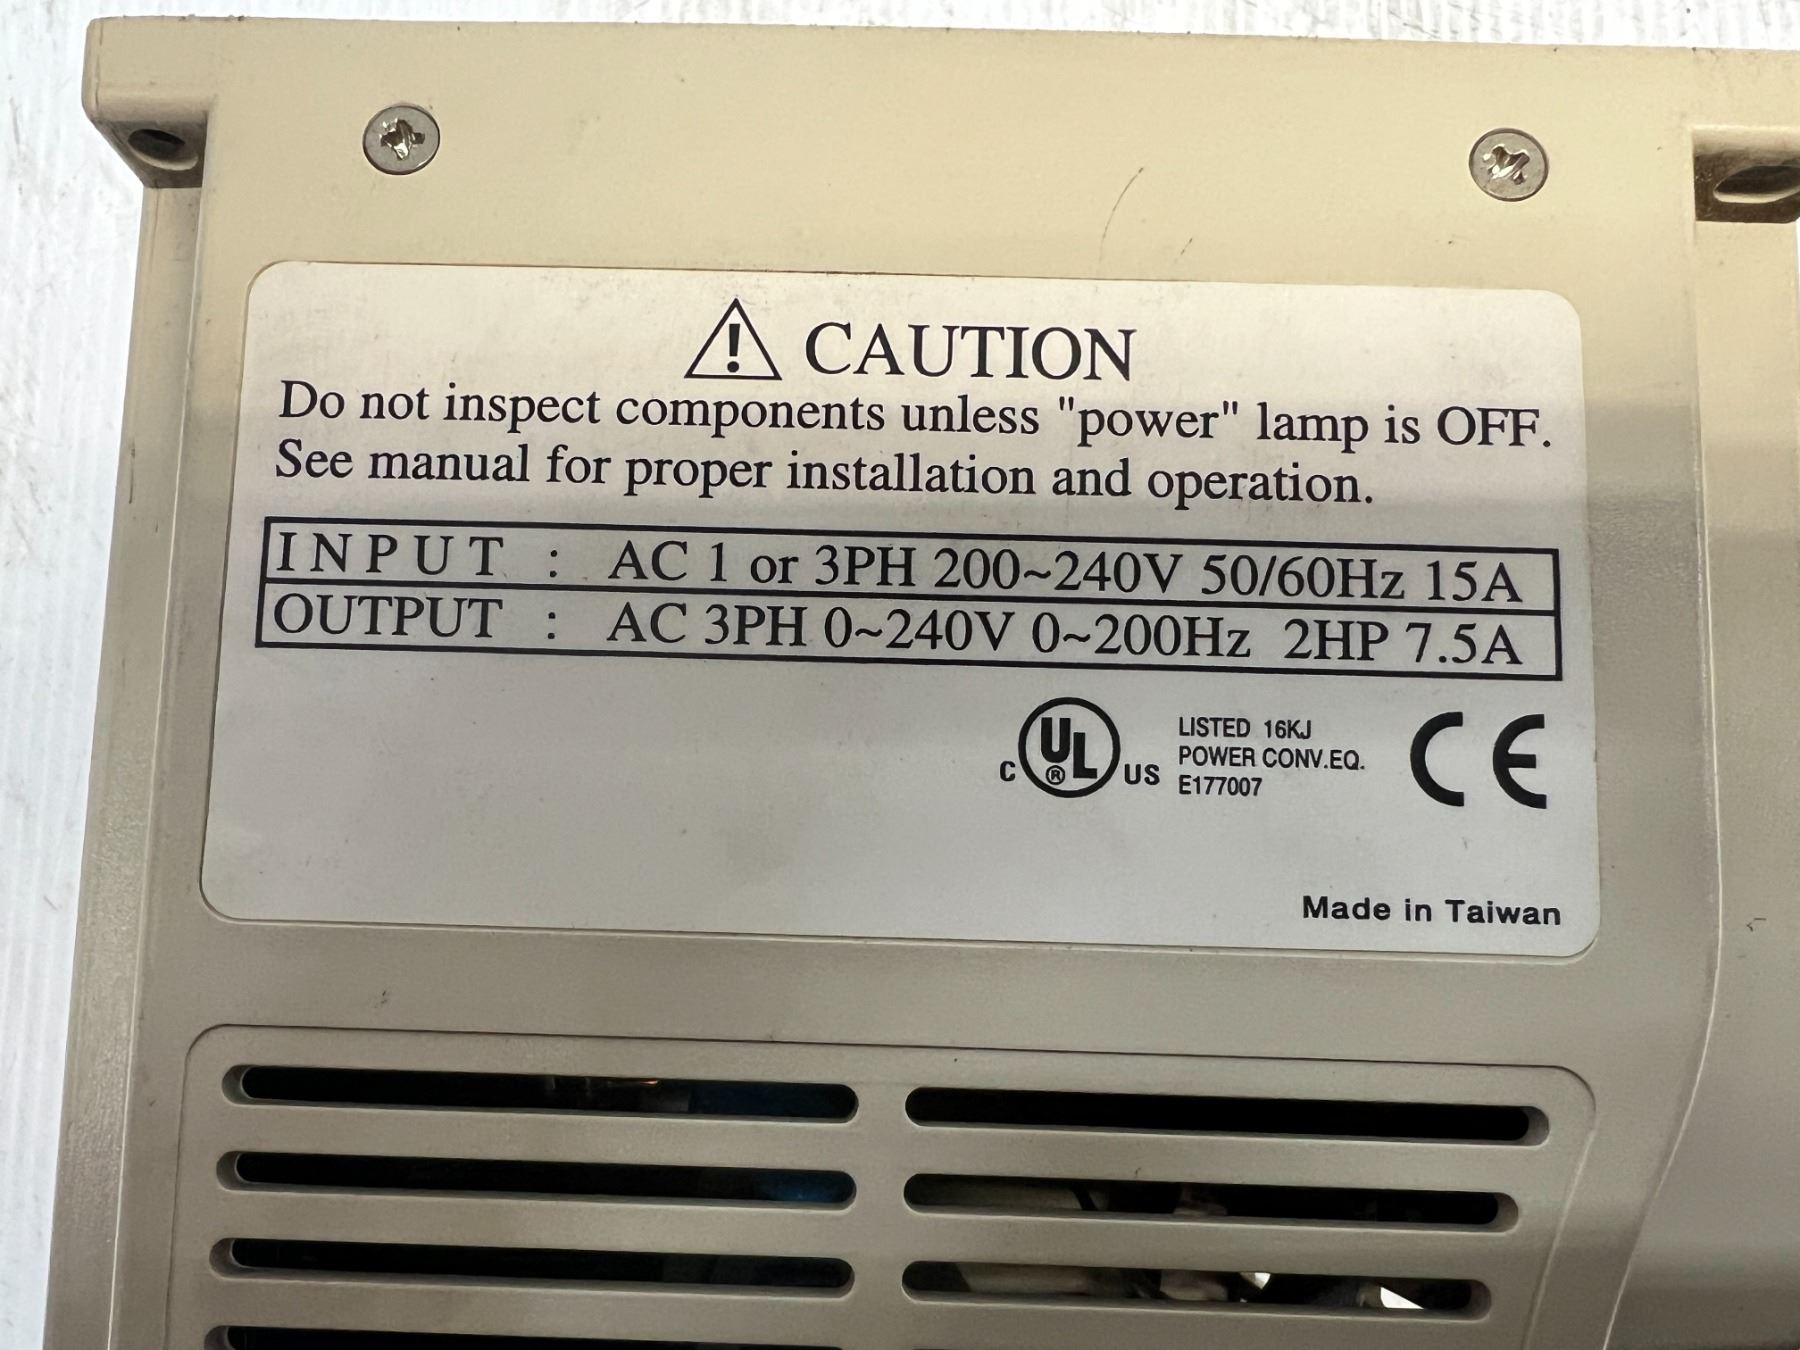 CAUTION
Do not inspect components unless "power" lamp is OFF.
See manual for proper installation and operation.
INPUT : AC 1 or 3PH 200~240V 50/60Hz 15A
OUTPUT : AC 3PH 0~240V 0~200Hz 2HP 7.5A
C UL ® US
LISTED 16KJ
POWER CONV.EQ.
E177007
CE
Made in Taiwan